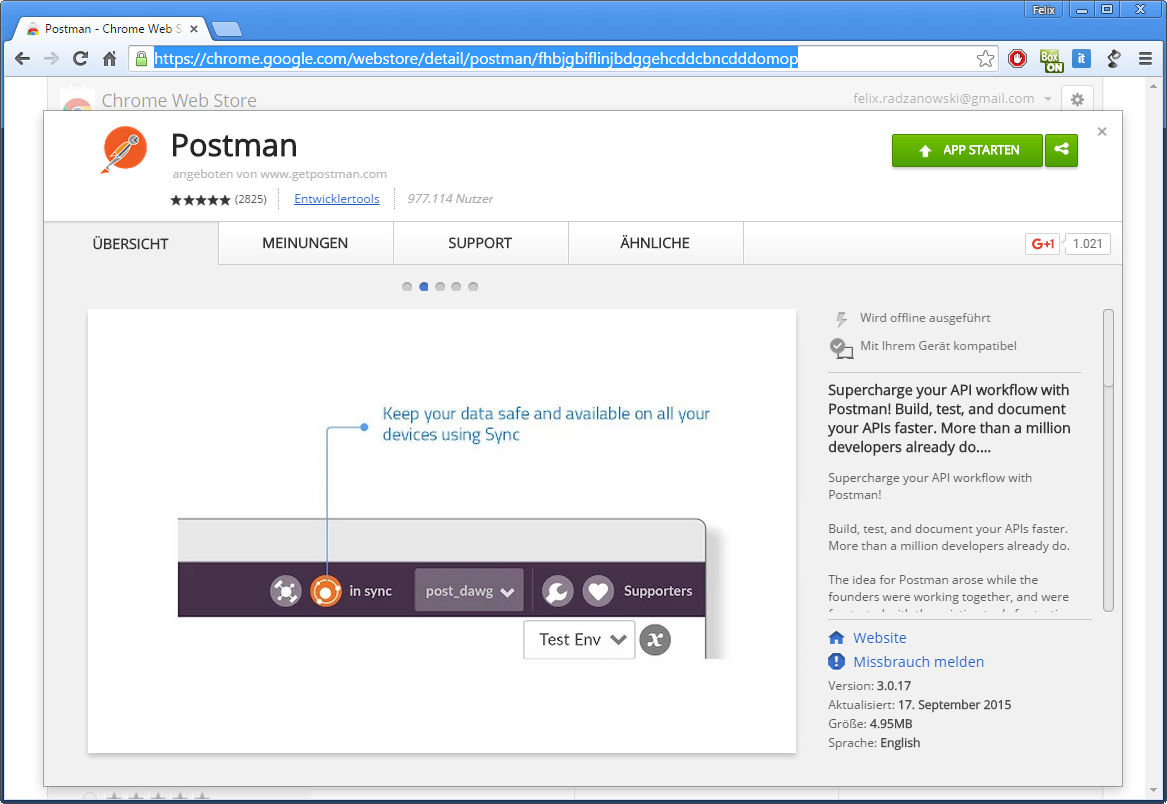 Felix
Postman - Chrome Web S
https://chrome.google.com/webstore/detail/postman/fhbjgbiflinjbdggehcddcbncdddomop
Box
ON
it
Chrome Web Store
felix.radzanowski@gmail.com
Postman
angeboten von www.getpostman.com
(2825)
Entwicklertools
977.114 Nutzer
APP STARTEN
ÜBERSICHT
MEINUNGEN
SUPPORT
ÄHNLICHE
G+1
1.021
Keep your data safe and available on all your
devices using Sync
in sync
post_dawg
Supporters
Test Env
x
Wird offline ausgeführt
Mit Ihrem Gerät kompatibel
Supercharge your API workflow with
Postman! Build, test, and document
your APIs faster. More than a million
developers already do....
Supercharge your API workflow with
Postman!
Build, test, and document your APIs faster.
More than a million developers already do.
The idea for Postman arose while the
founders were working together, and were
Website
Missbrauch melden
Version: 3.0.17
Aktualisiert: 17. September 2015
Größe: 4.95MB
Sprache: English